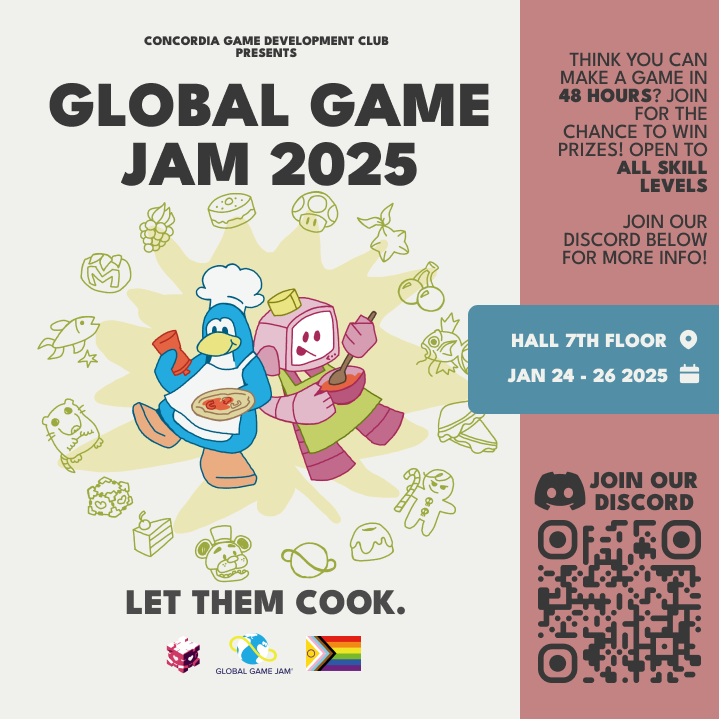 CONCORDIA GAME DEVELOPMENT CLUB
PRESENTS
GLOBAL GAME
JAM 2025
LET THEM COOK.
GLOBAL GAME JAM
THINK YOU CAN
MAKE A GAME IN
48 HOURS? JOIN
FOR THE
CHANCE TO WIN
PRIZES! OPEN TO
ALL SKILL
LEVELS
JOIN OUR
DISCORD BELOW
FOR MORE INFO!
HALL 7TH FLOOR
JAN 24 - 26 2025
JOIN OUR
DISCORD